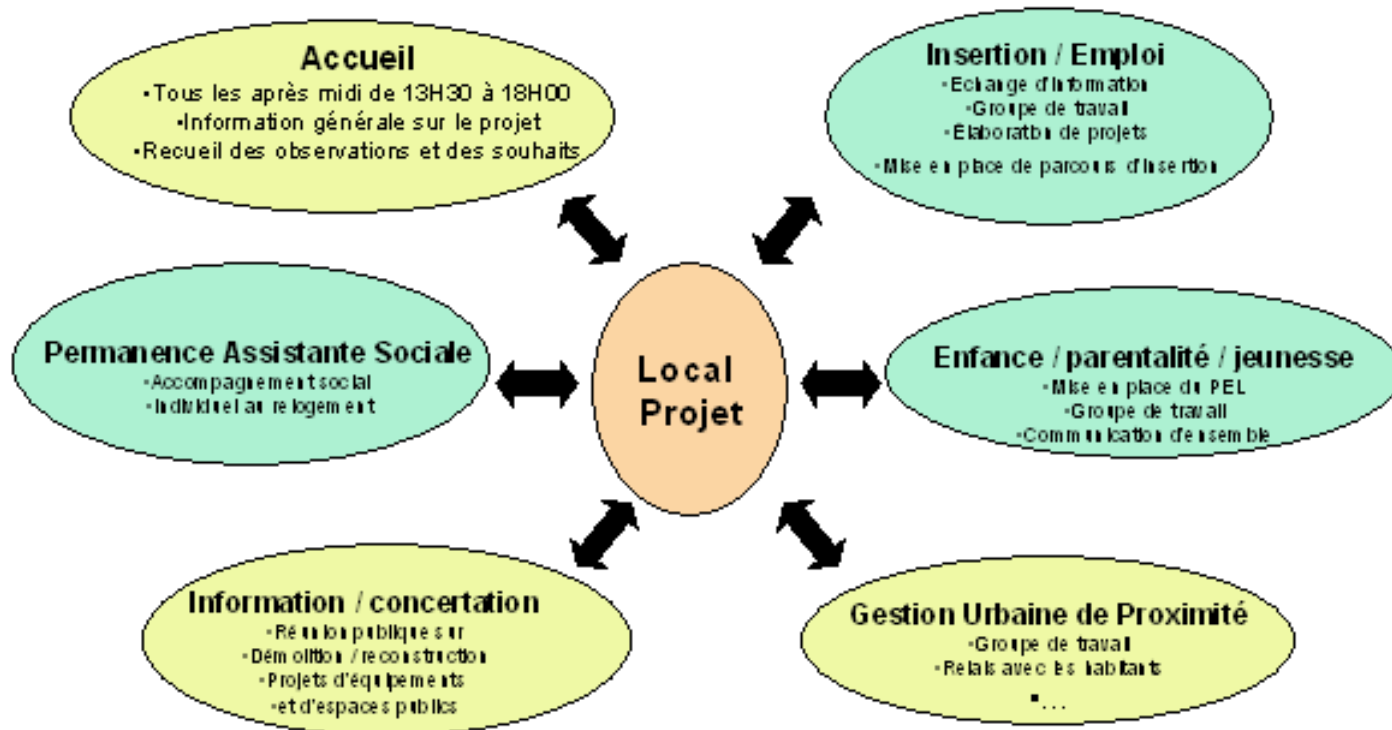 Accueil
•Tous les après midi de 13H30 à 18H00
•Information générale sur le projet
•Recueil des observations et des souhaits
Insertion / Emploi
•Echange d'information
•Groupe de travail
•Élaboration de projets
•Mise en place de parcours d'insertion
Permanence Assistante Sociale
•Accompagnement social
•Individuel au relogement
Local
Projet
Enfance / parentalité / jeunesse
•Mise en place du PEL
•Groupe de travail
•Communication d'ensemble
Information / concertation
•Réunion publique sur
•Démolition / reconstruction
•Projets d'équipements
•et d'espaces publics
Gestion Urbaine de Proximité
•Groupe de travail
•Relais avec les habitants
▪…